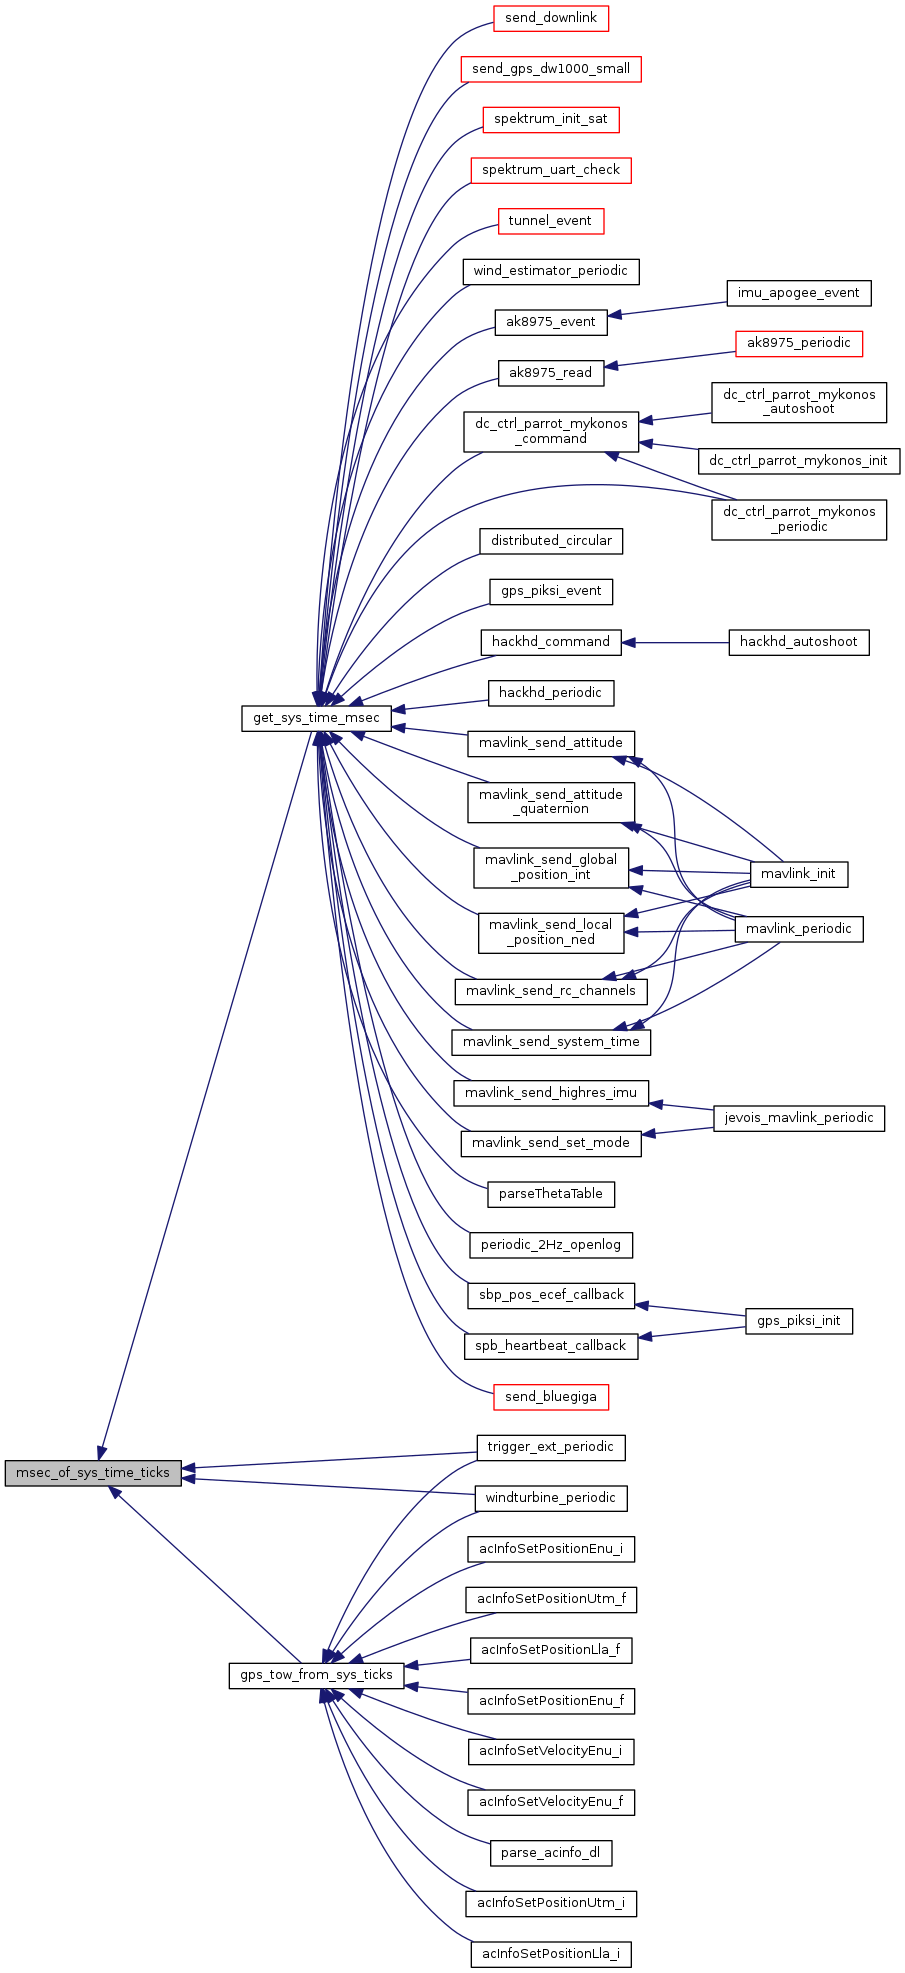 send_downlink
send_gps_dw1000_small
spektrum_init_sat
spektrum_uart_check
tunnel_event
wind_estimator_periodic
imu_apogee_event
ak8975_event
ak8975_periodic
ak8975_read
dc_ctrl_parrot_mykonos
_autoshoot
dc_ctrl_parrot_mykonos
_command
dc_ctrl_parrot_mykonos_init
dc_ctrl_parrot_mykonos
_periodic
distributed_circular
gps_piksi_event
hackhd_command
hackhd_autoshoot
hackhd_periodic
get_sys_time_msec
mavlink_send_attitude
mavlink_send_attitude
_quaternion
mavlink_send_global
_position_int
mavlink_init
mavlink_send_local
_position_ned
mavlink_periodic
mavlink_send_rc_channels
mavlink_send_system_time
mavlink_send_highres_imu
jevois_mavlink_periodic
mavlink_send_set_mode
parseThetaTable
periodic_2Hz_openlog
sbp_pos_ecef_callback
gps_piksi_init
spb_heartbeat_callback
send_bluegiga
trigger_ext_periodic
msec_of_sys_time_ticks
windturbine_periodic
acInfoSetPositionEnu_i
acInfoSetPositionUtm_f
acInfoSetPositionLla_f
gps_tow_from_sys_ticks
acInfoSetPositionEnu_f
acInfoSetVelocityEnu_i
acInfoSetVelocityEnu_f
parse_acinfo_dl
acInfoSetPositionUtm_i
acInfoSetPositionLla_i